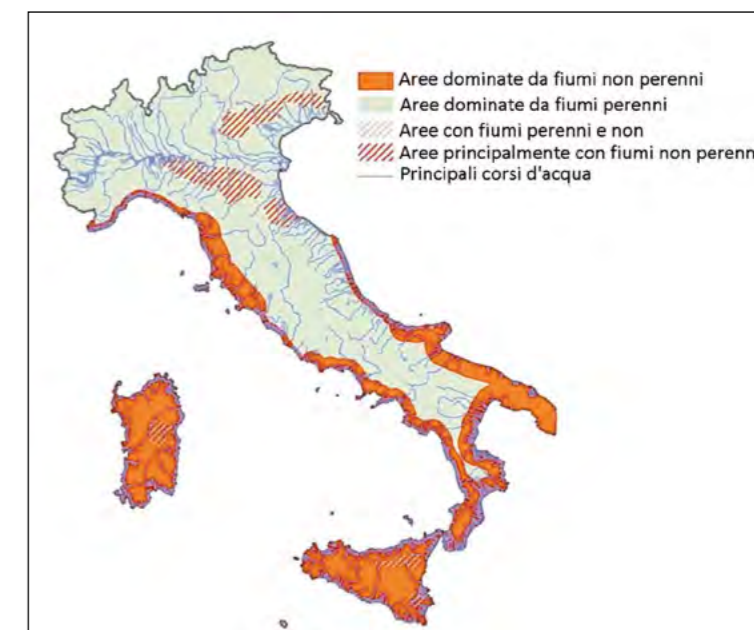 Aree dominate da fiumi non perenni
Aree dominate da fiumi perenni
Aree con fiumi perenni e non
Aree principalmente con fiumi non perenn
Principali corsi d'acqua